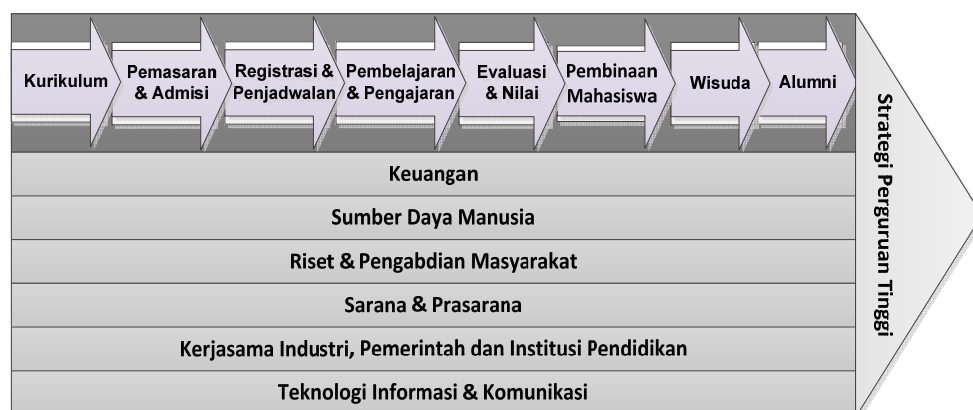 Kurikulum
Pemasaran
& Admisi
Registrasi &
Penjadwalan
Pembelajaran
& Pengajaran
Evaluasi
& Nilai
Pembinaan
Mahasiswa
Wisuda
Alumni
Keuangan
Sumber Daya Manusia
Riset & Pengabdian Masyarakat
Sarana & Prasarana
Kerjasama Industri, Pemerintah dan Institusi Pendidikan
Teknologi Informasi & Komunikasi
Strategi Perguruan Tinggi